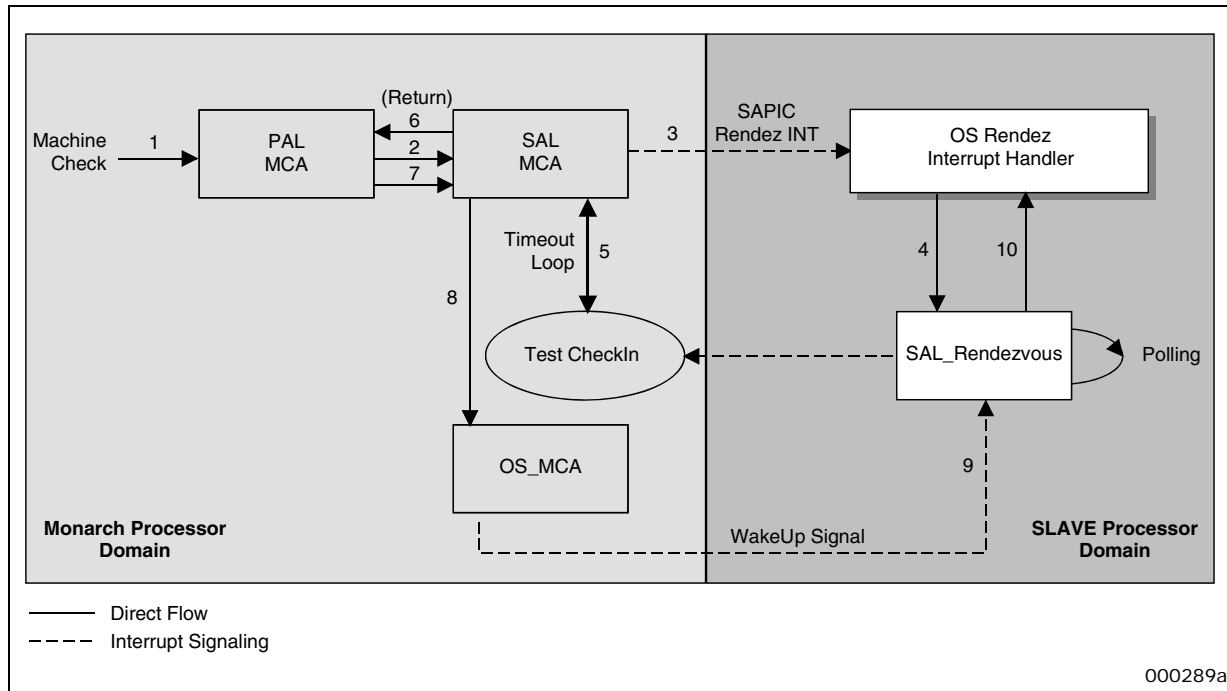 (Return)
Machine
Check
1
PAL
MCA
6
2
7
SAL
MCA
3
SAPIC
Rendez INT
OS Rendez
Interrupt Handler
Timeout
Loop
5
4
10
8
Test CheckIn
SAL_Rendezvous
Polling
OS_MCA
9
Monarch Processor
Domain
WakeUp Signal
SLAVE Processor
Domain
Direct Flow
Interrupt Signaling
000289a